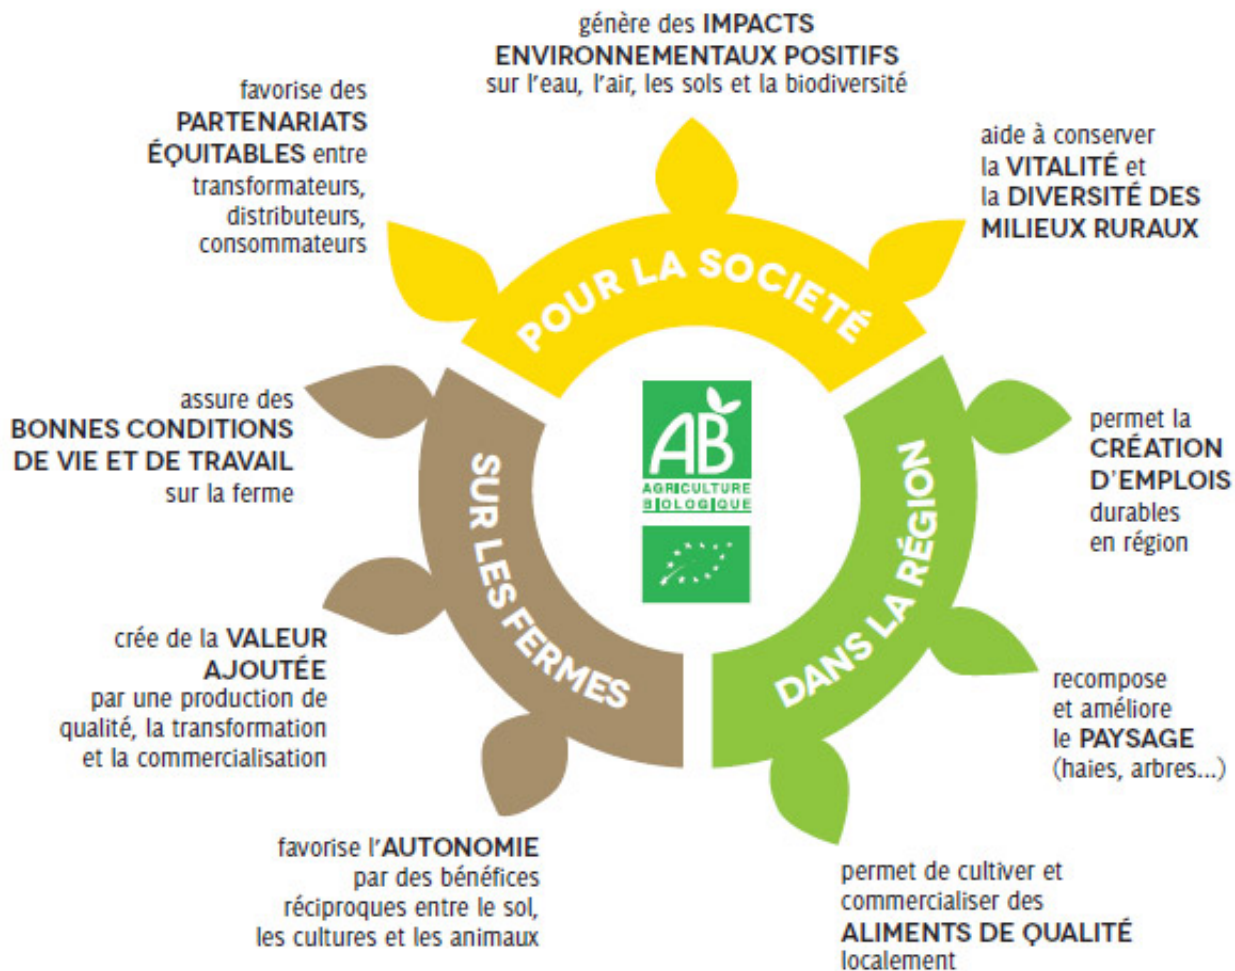 génère des IMPACTS
ENVIRONNEMENTAUX POSITIFS
sur l'eau, l'air, les sols et la biodiversité
favorise des
PARTENARIATS
ÉQUITABLES entre
transformateurs,
distributeurs,
consommateurs
aide à conserver
la VITALITÉ et
la DIVERSITÉ DES
MILIEUX RURAUX
POUR LA SOCIETÉ
assure des
BONNES CONDITIONS
DE VIE ET DE TRAVAIL
sur la ferme
SUR LES FERMES
AB
AGRICULTURE
BIOLOGIQUE
DANS LA RÉGION
permet la
CRÉATION
D'EMPLOIS
durables
en région
crée de la VALEUR
AJOUTÉE
par une production de
qualité, la transformation
et la commercialisation
recompose
et améliore
le PAYSAGE
(haies, arbres...)
favorise l'AUTONOMIE
par des bénéfices
réciproques entre le sol,
les cultures et les animaux
permet de cultiver et
commercialiser des
ALIMENTS DE QUALITÉ
localement